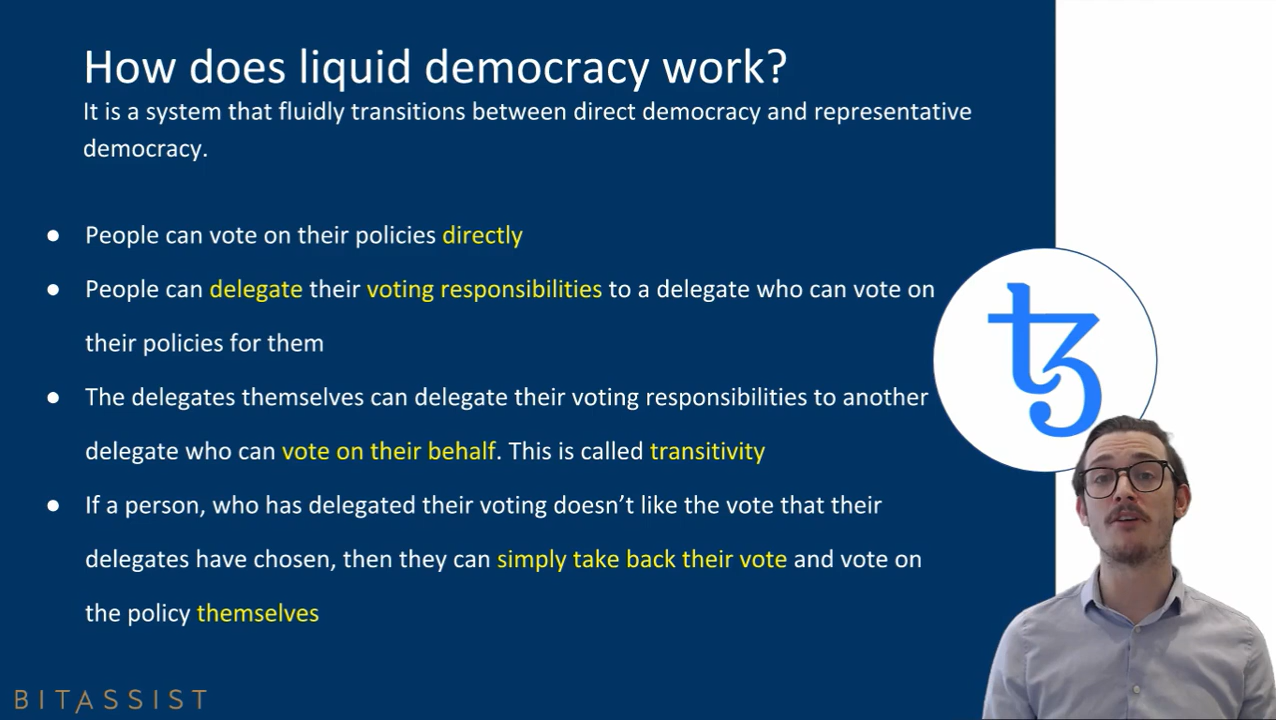 How does liquid democracy work?
It is a system that fluidly transitions between direct democracy and representative
democracy.
● People can vote on their policies directly
● People can delegate their voting responsibilities to a delegate who can vote on
their policies for them
● The delegates themselves can delegate their voting responsibilities to another
delegate who can vote on their behalf. This is called transitivity
● If a person, who has delegated their voting doesn’t like the vote that their
delegates have chosen, then they can simply take back their vote and vote on
the policy themselves
BITASSIST